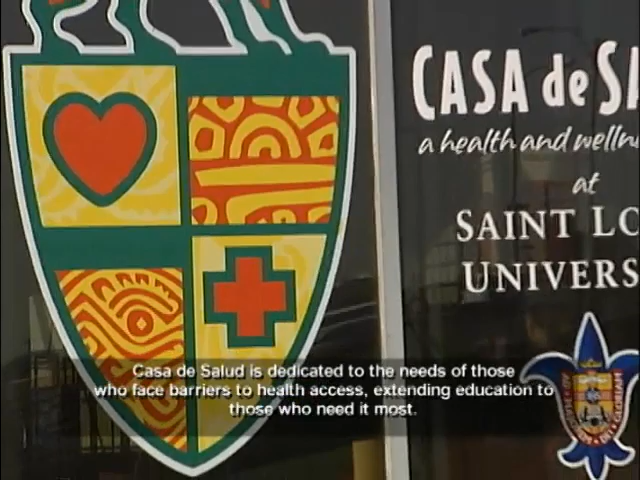 CASA de SA
a health and welln
at
SAINT LO
UNIVERS
Casa de Salud is dedicated to the needs of those
who face barriers to health access, extending education to
those who need it most.